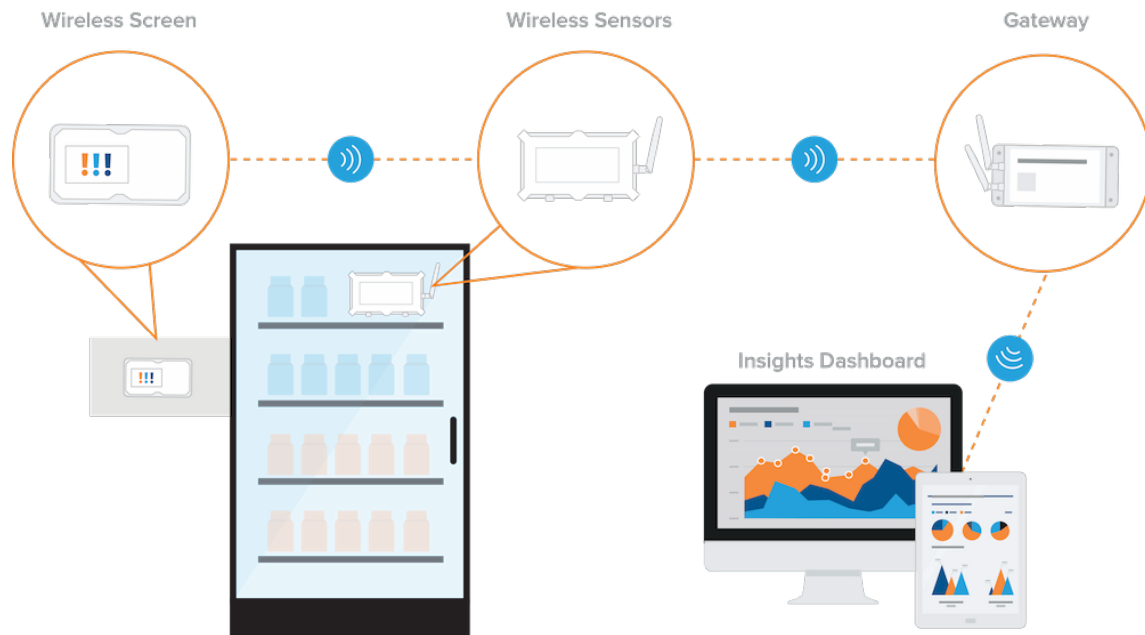 Wireless Screen
Wireless Sensors
Gateway
!!!
!!!
Insights Dashboard